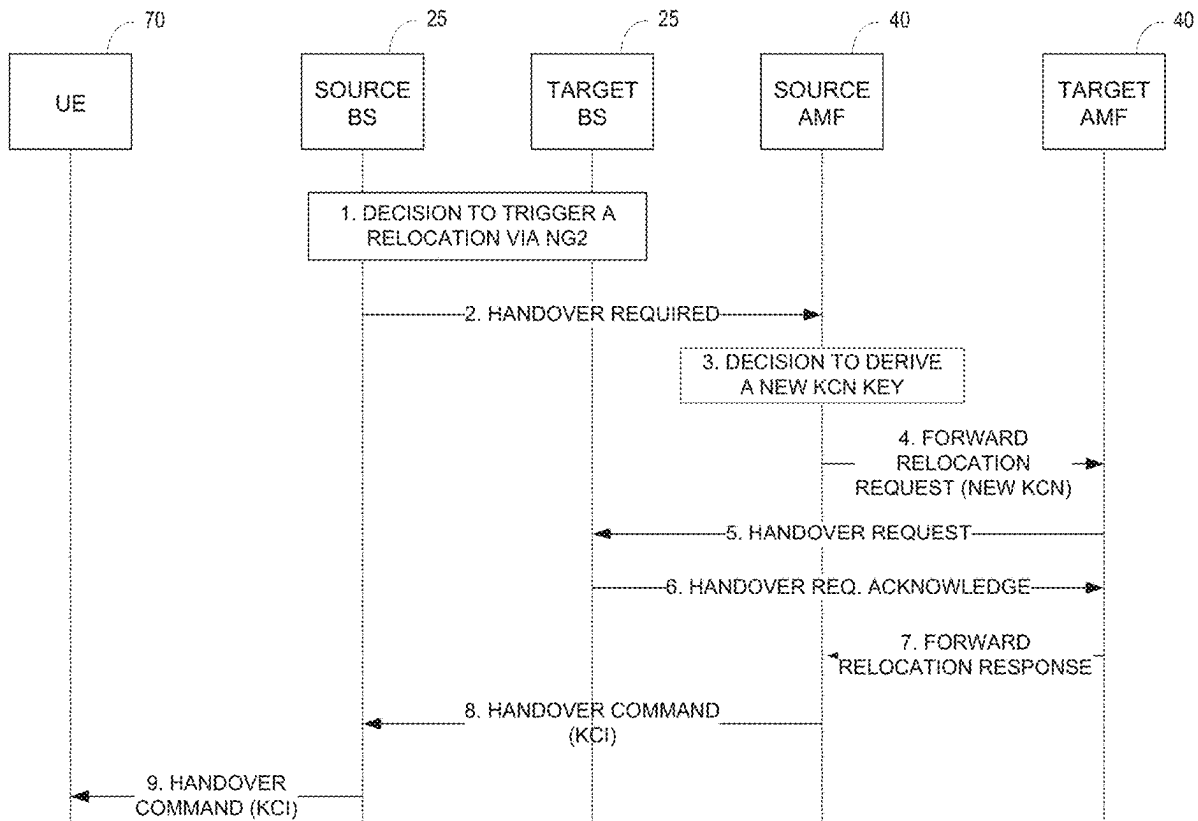 70
25
25
40
40
UE
SOURCE
BS
TARGET
BS
SOURCE
AMF
TARGET
AMF
1. DECISION TO TRIGGER A
RELOCATION VIA NG2
2. HANDOVER REQUIRED
3. DECISION TO DERIVE
A NEW KCN KEY
4. FORWARD
RELOCATION
REQUEST (NEW KCN)
5. HANDOVER REQUEST
6. HANDOVER REQ. ACKNOWLEDGE
7. FORWARD
RELOCATION RESPONSE
8. HANDOVER COMMAND
(KCI)
9. HANDOVER
COMMAND (KCI)